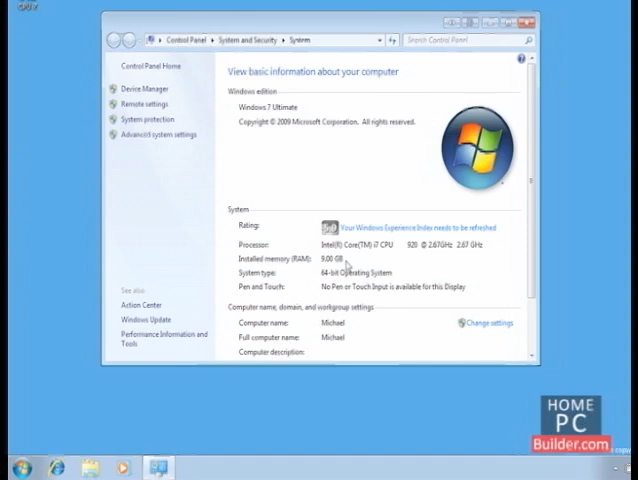 CPU-Z
Control Panel
System and Security
System
Search Control Panel
Control Panel Home
View basic information about your computer
Device Manager
Remote settings
System protection
Advanced system settings
Windows edition
Windows 7 Ultimate
Copyright © 2009 Microsoft Corporation. All rights reserved.
System
Rating:
Your Windows Experience Index needs to be refreshed
Processor:
Intel(R) Core(TM) i7 CPU 920 @ 2.67GHz 2.67 GHz
Installed memory (RAM):
9.00 GB
System type:
64-bit Operating System
Pen and Touch:
No Pen or Touch Input is available for this Display
See also
Action Center
Windows Update
Performance Information and
Tools
Computer name, domain, and workgroup settings
Computer name:
Michael
Change settings
Full computer name:
Michael
Computer description:
HOME
PC
Builder.com